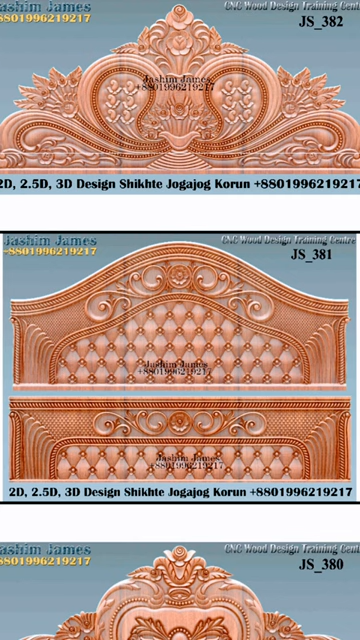 Jashim James CNC Wood Design Training Centre
+8801996219217
JS_382
Jashim James
+8801996219217
2D, 2.5D, 3D Design Shikhte Jogajog Korun +8801996219217
Jashim James CNC Wood Design Training Centre
+8801996219217
JS_381
Jashim James
+8801996219217
Jashim James
+8801996219217
2D, 2.5D, 3D Design Shikhte Jogajog Korun +8801996219217
Jashim James CNC Wood Design Training Centre
+8801996219217
JS_380